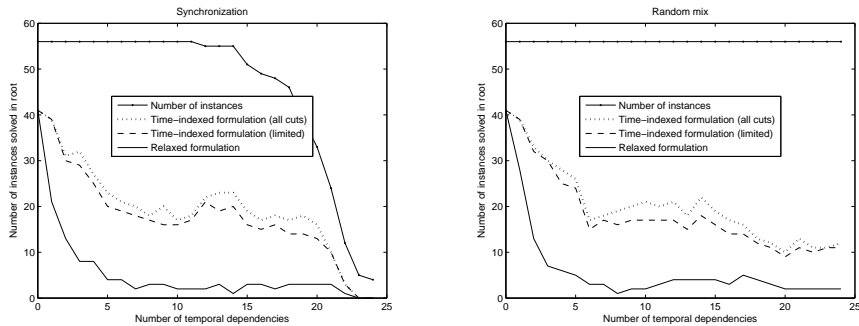 Synchronization
60
50
40
30
20
10
0
Number of instances solved in root
Number of instances
Time-indexed formulation (all cuts)
Time-indexed formulation (limited)
Relaxed formulation
0 5 10 15 20 25
Number of temporal dependencies
Random mix
60
50
40
30
20
10
0
Number of instances solved in root
Number of instances
Time-indexed formulation (all cuts)
Time-indexed formulation (limited)
Relaxed formulation
0 5 10 15 20 25
Number of temporal dependencies